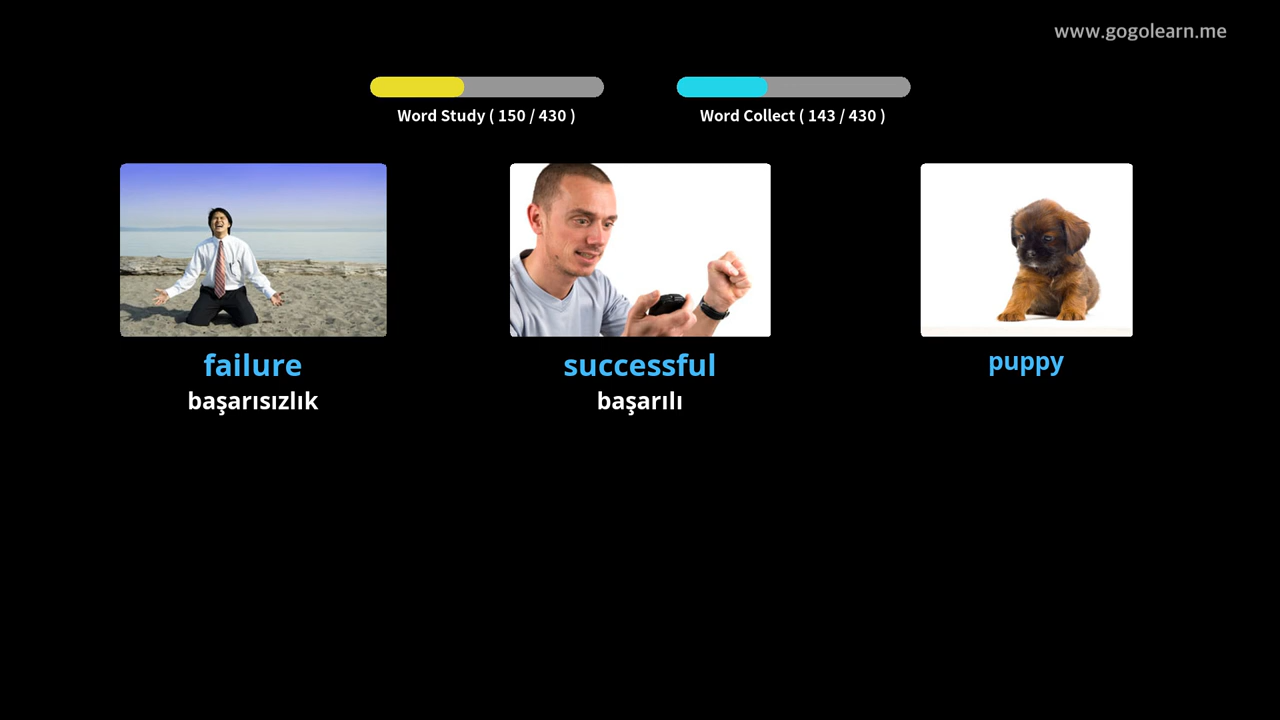 www.gogolearn.me
Word Study ( 150 / 430 )
Word Collect ( 143 / 430 )
failure
başarısızlık
successful
başarılı
puppy